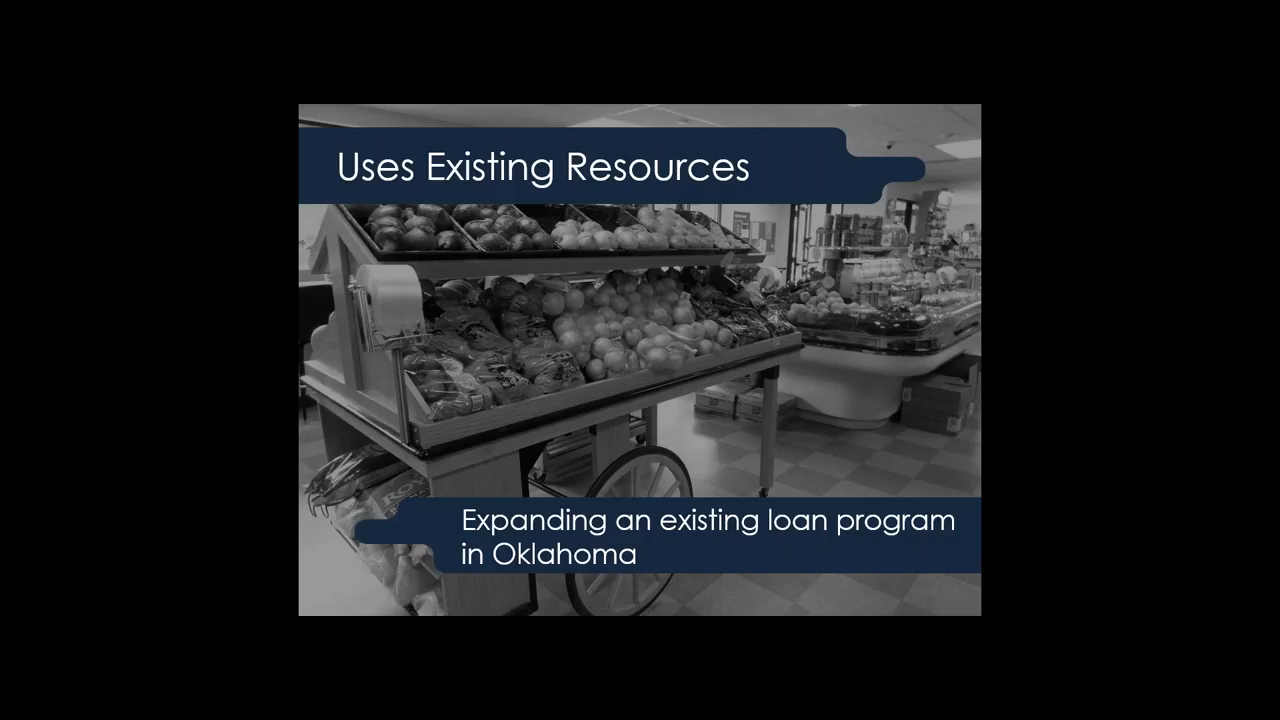 Uses Existing Resources
Expanding an existing loan program
in Oklahoma